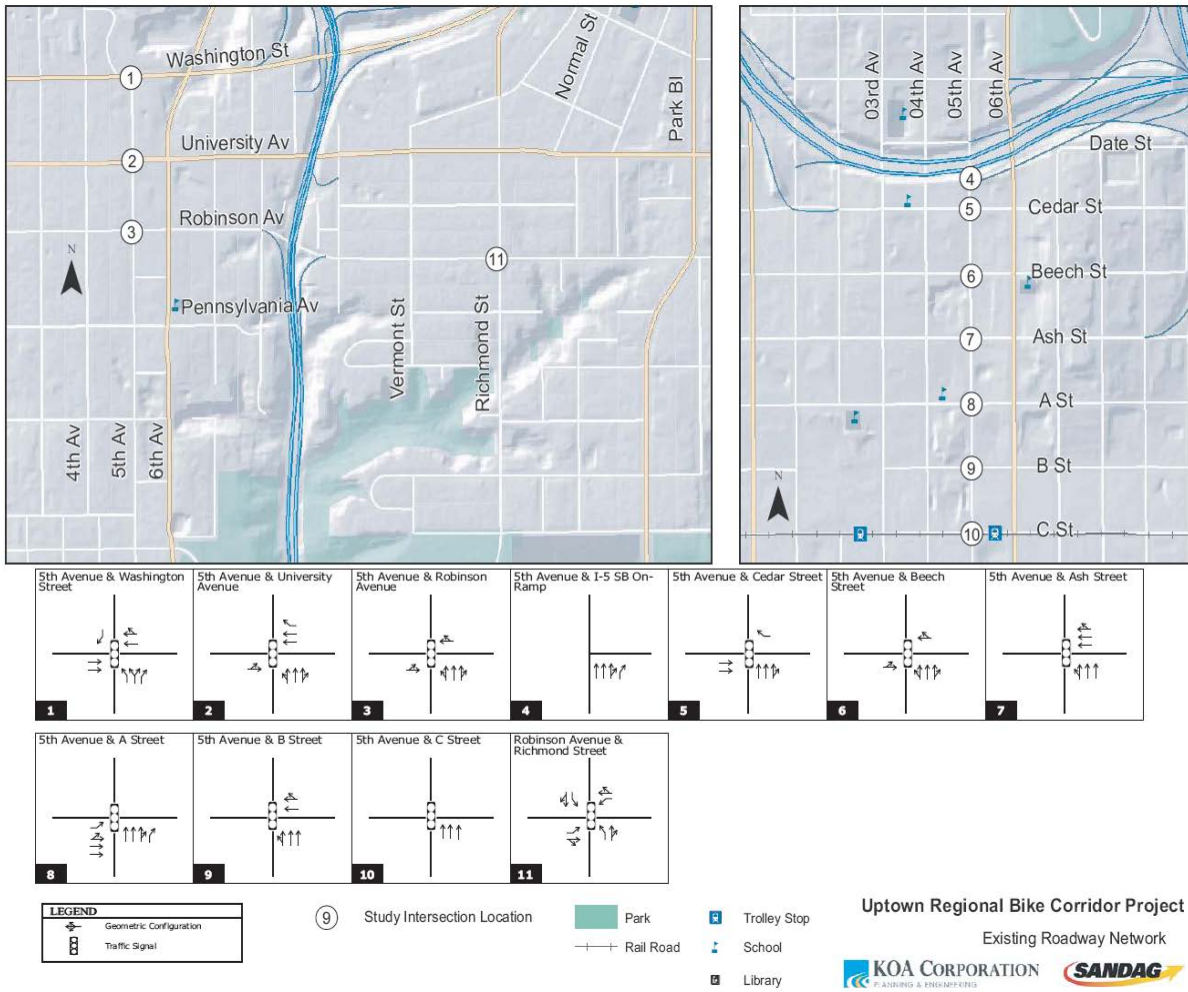 Washington St
Normal St
Park Bl
1
University Av
2
Robinson Av
3
N
11
Pennsylvania Av
Vermont St
Richmond St
4th Av
5th Av
6th Av
03rd Av
04th Av
05th Av
06th Av
Date St
4
5
Cedar St
6
Beech St
7
Ash St
8
A St
9
B St
N
10
C St
5th Avenue & Washington
Street
1
5th Avenue & University
Avenue
2
5th Avenue & Robinson
Avenue
3
5th Avenue & I-5 SB On-
Ramp
4
5th Avenue & Cedar Street
5
5th Avenue & Beech
Street
6
5th Avenue & Ash Street
7
5th Avenue & A Street
8
5th Avenue & B Street
9
5th Avenue & C Street
10
Robinson Avenue &
Richmond Street
11
LEGEND
Geometric Configuration
Traffic Signal
9
Study Intersection Location
Park
Rail Road
Trolley Stop
School
Library
Uptown Regional Bike Corridor Project
Existing Roadway Network
KOA CORPORATION
PLANNING & ENGINEERING
SANDAG